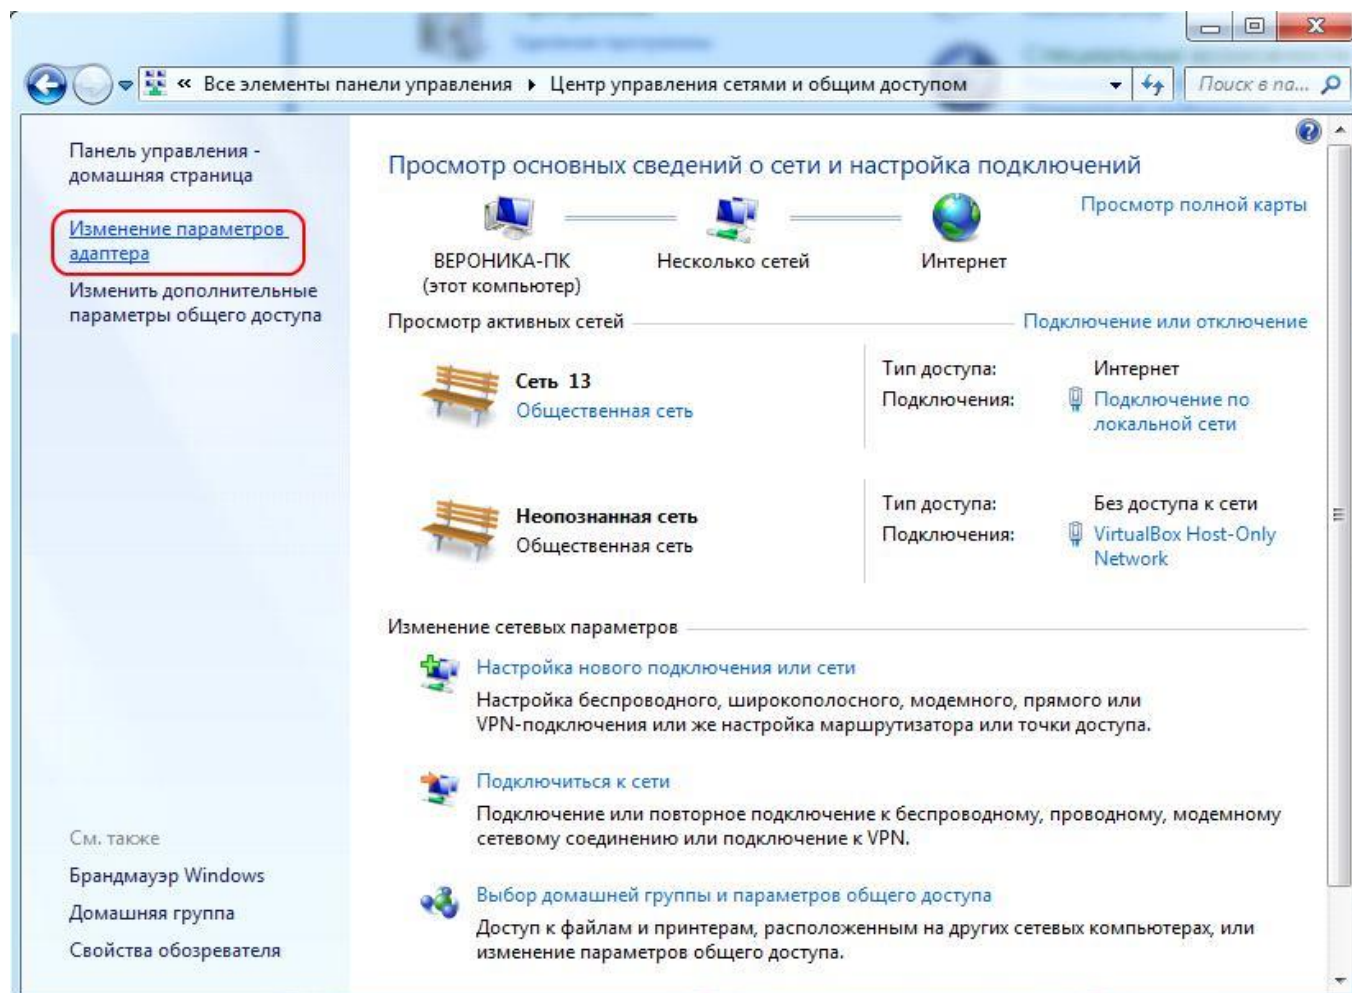 « Все элементы панели управления ▸ Центр управления сетями и общим доступом
Поиск в па...
Панель управления -
домашняя страница
Изменение параметров
адаптера
Изменить дополнительные
параметры общего доступа
См. также
Брандмауэр Windows
Домашняя группа
Свойства обозревателя
Просмотр основных сведений о сети и настройка подключений
Просмотр полной карты
ВЕРОНИКА-ПК
(этот компьютер)
Несколько сетей
Интернет
Просмотр активных сетей
Подключение или отключение
Сеть 13
Общественная сеть
Тип доступа: Интернет
Подключения: Подключение по
локальной сети
Неопознанная сеть
Общественная сеть
Тип доступа: Без доступа к сети
Подключения: VirtualBox Host-Only
Network
Изменение сетевых параметров
Настройка нового подключения или сети
Настройка беспроводного, широкополосного, модемного, прямого или
VPN-подключения или же настройка маршрутизатора или точки доступа.
Подключиться к сети
Подключение или повторное подключение к беспроводному, проводному, модемному
сетевому соединению или подключение к VPN.
Выбор домашней группы и параметров общего доступа
Доступ к файлам и принтерам, расположенным на других сетевых компьютерах, или
изменение параметров общего доступа.